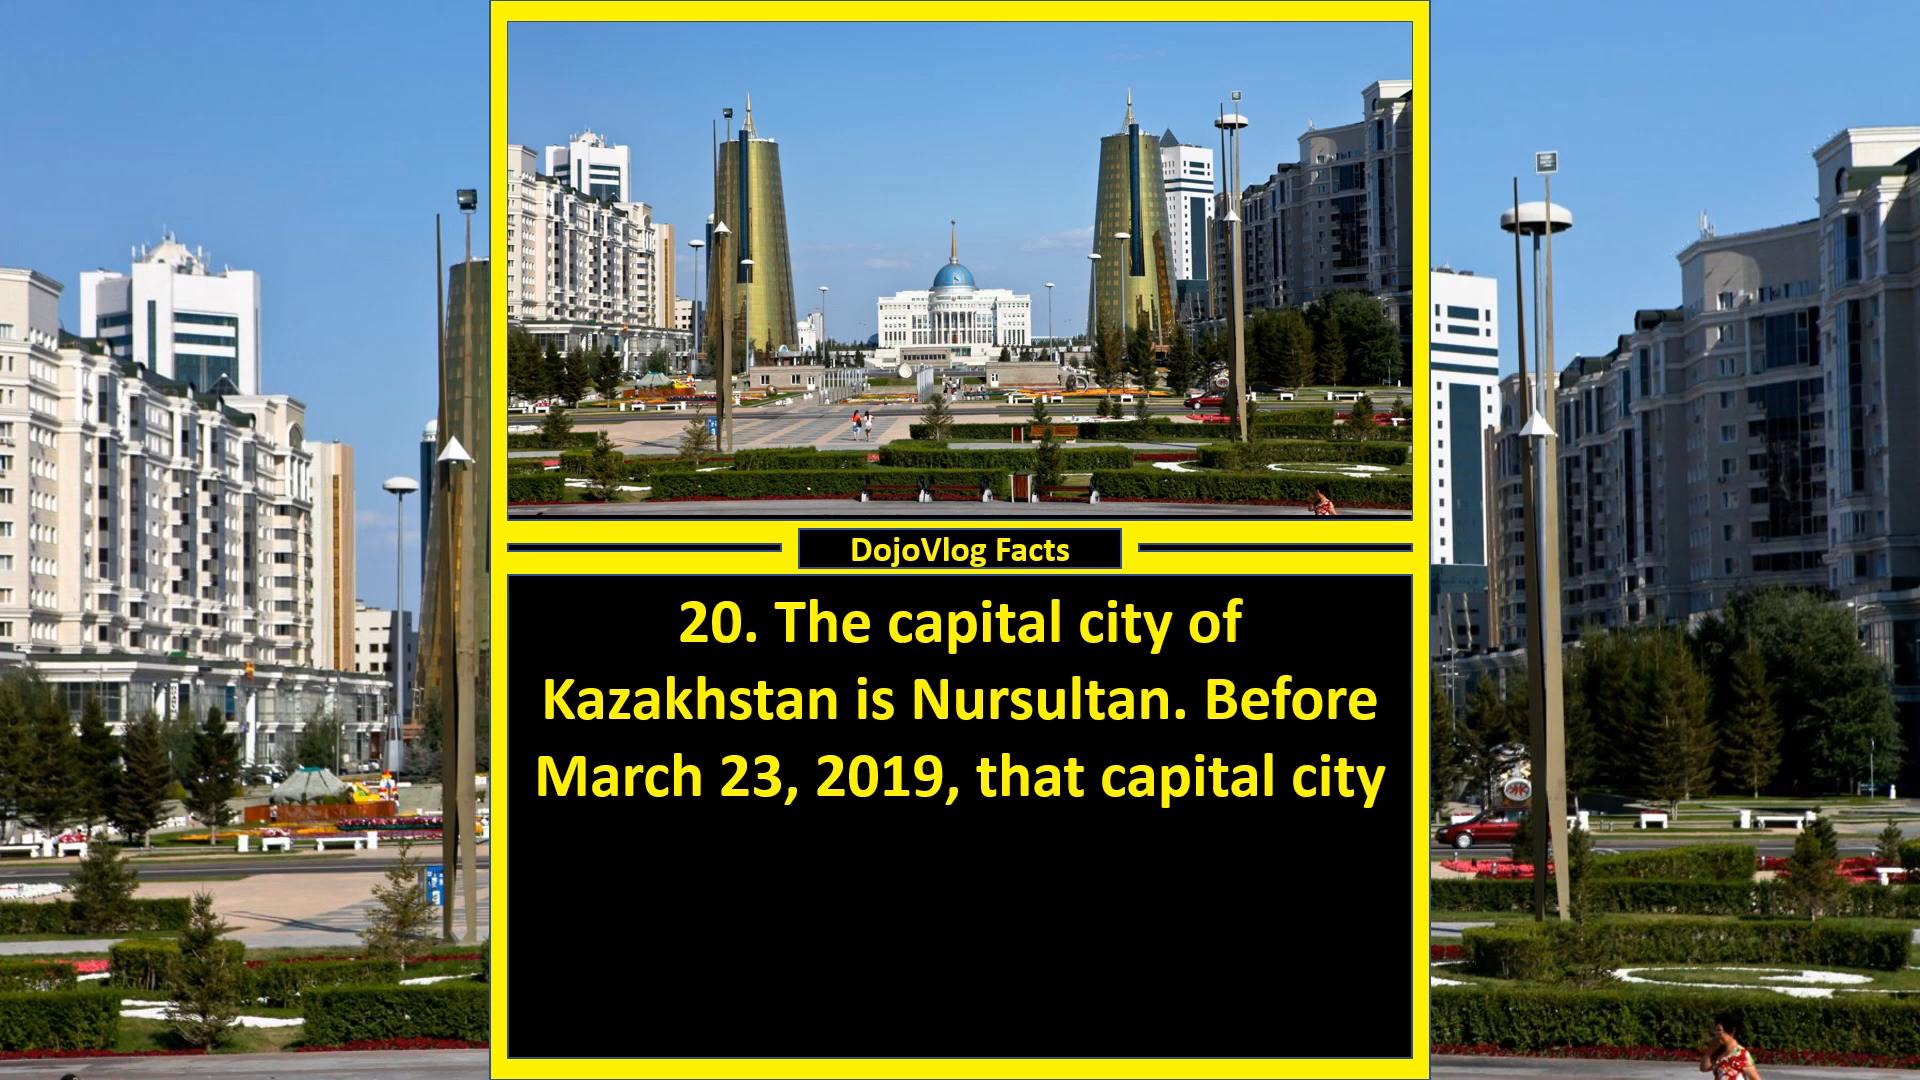 DojoVlog Facts
20. The capital city of
Kazakhstan is Nursultan. Before
March 23, 2019, that capital city